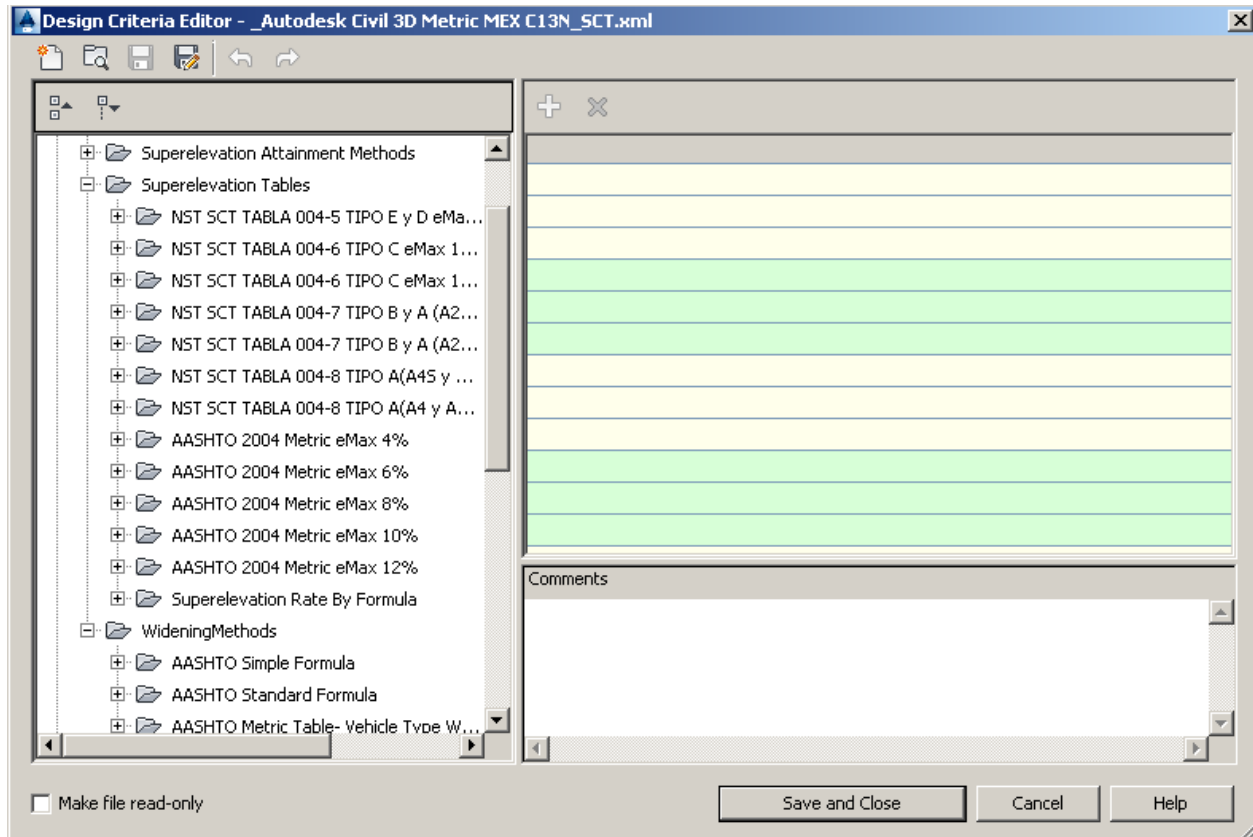 Design Criteria Editor - _Autodesk Civil 3D Metric MEX C13N_SCT.xml
Superelevation Attainment Methods
Superelevation Tables
NST SCT TABLA 004-5 TIPO E y D eMa...
NST SCT TABLA 004-6 TIPO C eMax 1...
NST SCT TABLA 004-6 TIPO C eMax 1...
NST SCT TABLA 004-7 TIPO B y A (A2...
NST SCT TABLA 004-7 TIPO B y A (A2...
NST SCT TABLA 004-8 TIPO A(A4S y ...
NST SCT TABLA 004-8 TIPO A(A4 y A...
AASHTO 2004 Metric eMax 4%
AASHTO 2004 Metric eMax 6%
AASHTO 2004 Metric eMax 8%
AASHTO 2004 Metric eMax 10%
AASHTO 2004 Metric eMax 12%
Superelevation Rate By Formula
WideningMethods
AASHTO Simple Formula
AASHTO Standard Formula
AASHTO Metric Table- Vehicle Type W...
Comments
Make file read-only
Save and Close
Cancel
Help